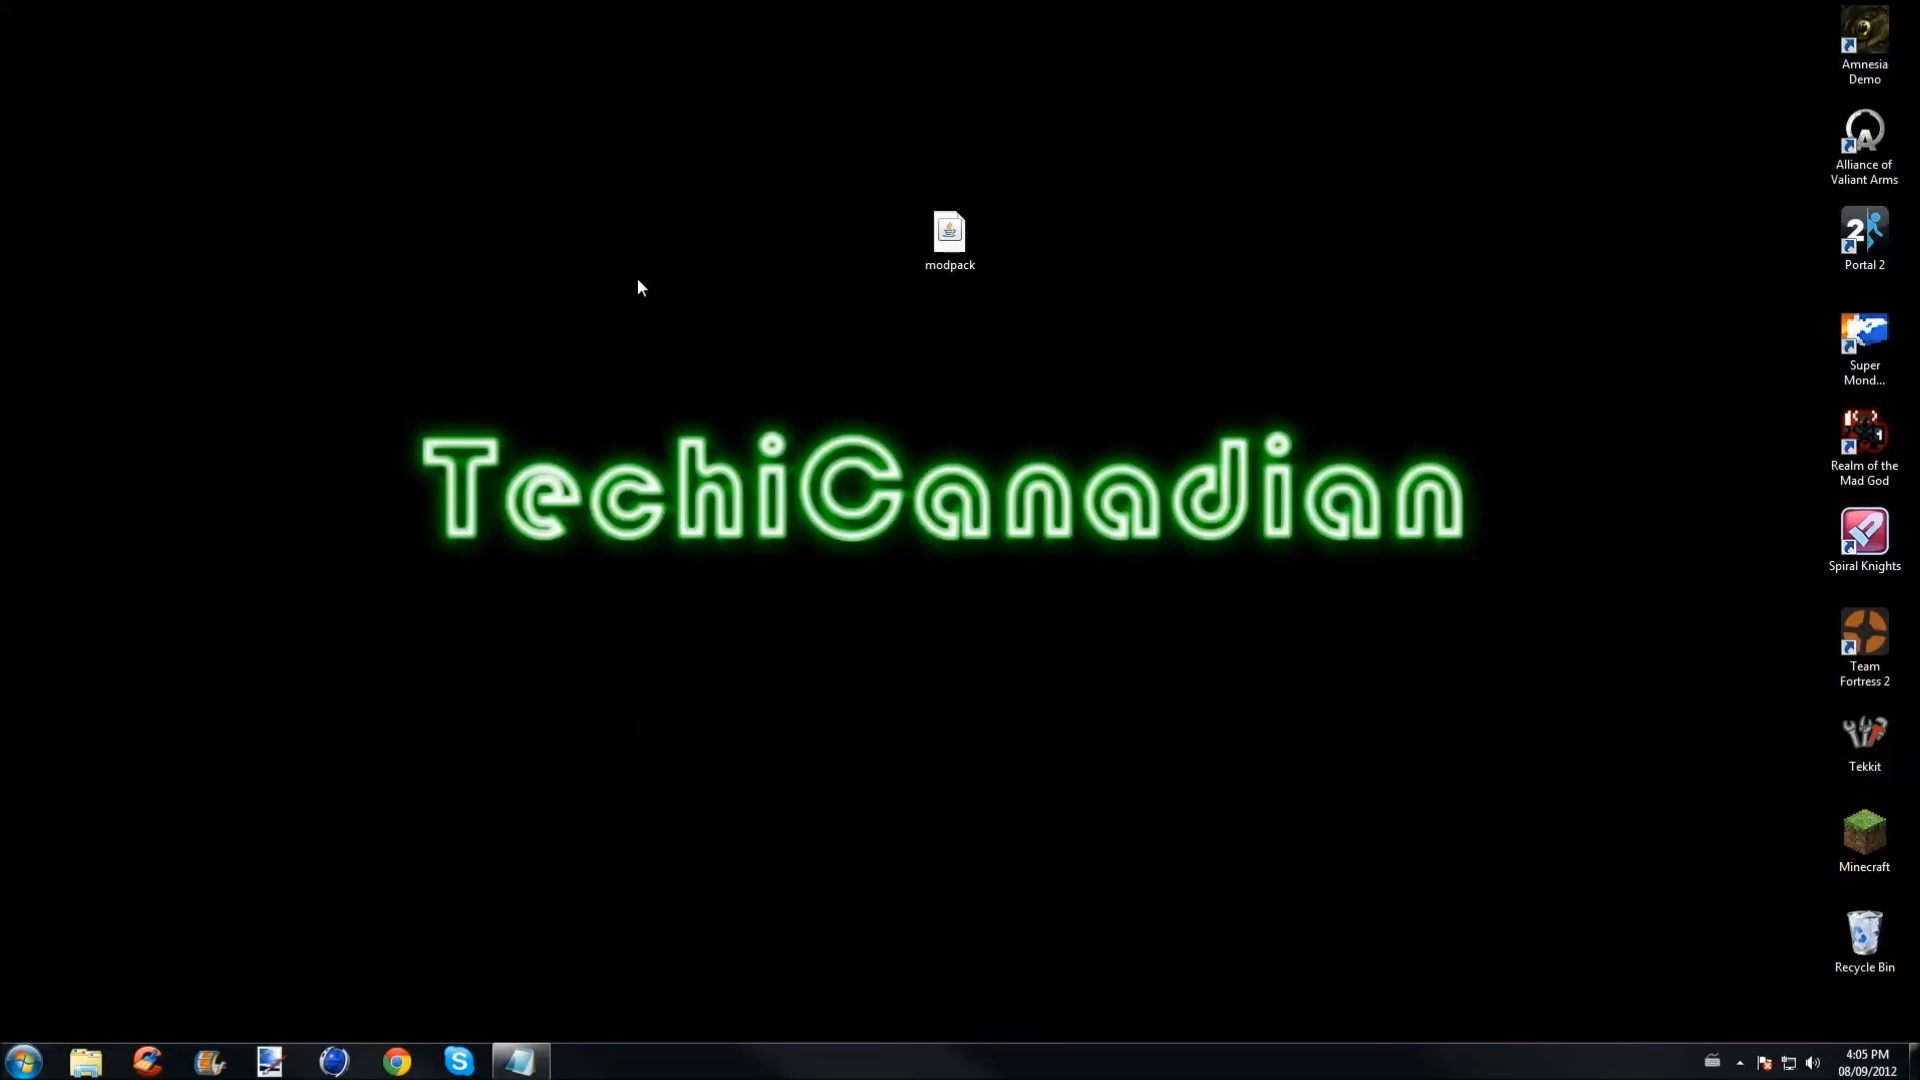 Amnesia
Demo
Alliance of
Valiant Arms
modpack
2
Portal 2
Super
Mond...
Realm of the
Mad God
TechiCanadian
Spiral Knights
Team
Fortress 2
Tekkit
Minecraft
Recycle Bin
4:05 PM
08/09/2012